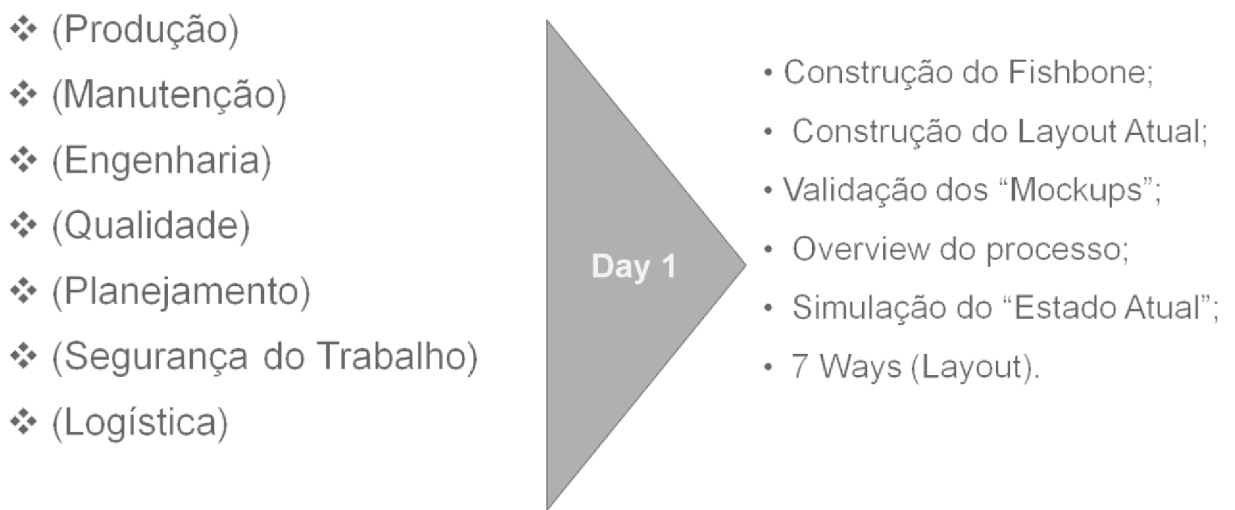 ❖ (Produção)
❖ (Manutenção)
❖ (Engenharia)
❖ (Qualidade)
❖ (Planejamento)
❖ (Segurança do Trabalho)
❖ (Logística)
Day 1
• Construção do Fishbone;
• Construção do Layout Atual;
• Validação dos “Mockups”;
• Overview do processo;
• Simulação do “Estado Atual”;
• 7 Ways (Layout).